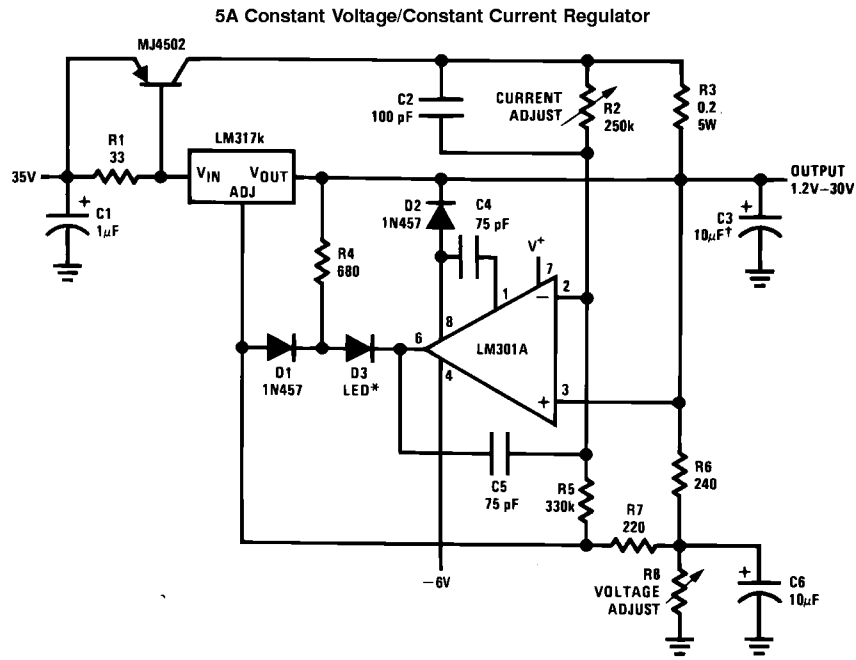 5A Constant Voltage/Constant Current Regulator
MJ4502
C2
100 pF
CURRENT
ADJUST
R2
250k
R3
0.2
5W
R1
33
LM317k
35V
VIN
VOUT
ADJ
OUTPUT
1.2V–30V
C1
1μF
D2
1N457
C4
75 pF
C3
10μF†
R4
680
V+
7
1
2
−
8
6
LM301A
4
3
+
D1
1N457
D3
LED*
C5
75 pF
R5
330k
R6
240
R7
220
−6V
R8
VOLTAGE
ADJUST
C6
10μF
+
+
+